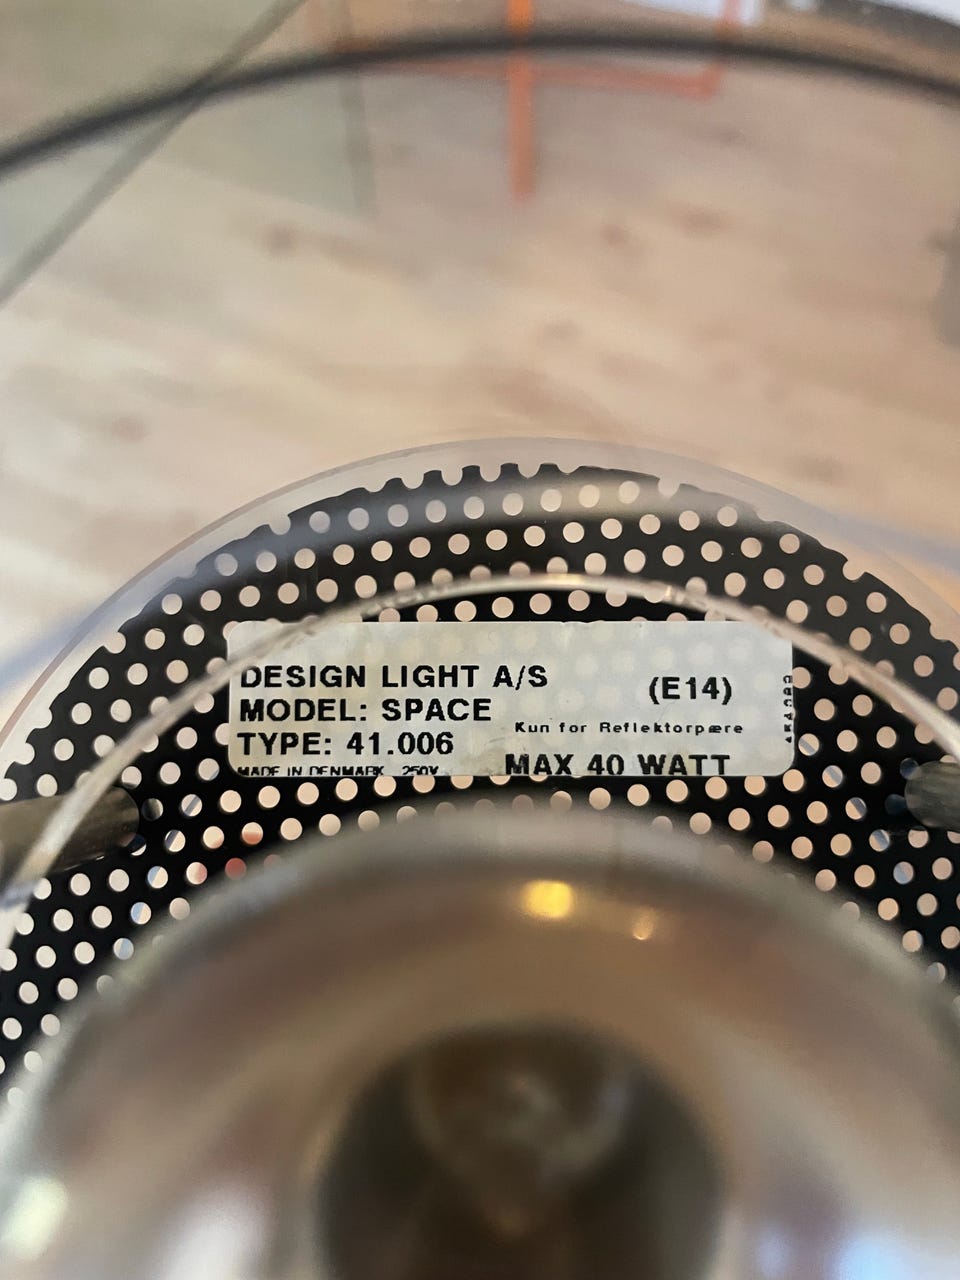 DESIGN LIGHT A/S
MODEL: SPACE
TYPE: 41.006
MADE IN DENMARK 250V
(E14)
Kun for Reflektorpære
MAX 40 WATT